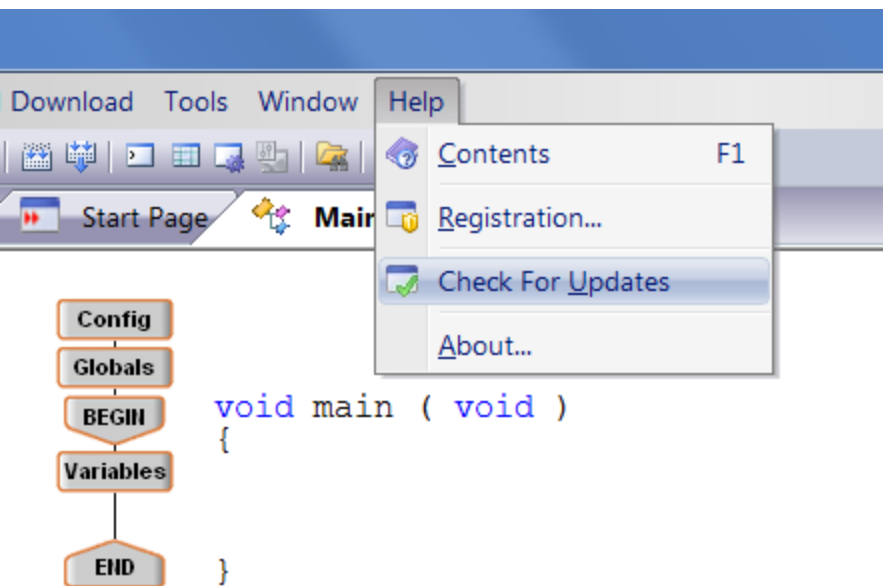 Download Tools Window Help
Contents F1
Start Page Main Registration...
Check For Updates
Config
About...
Globals
BEGIN void main ( void )
{
Variables
END }